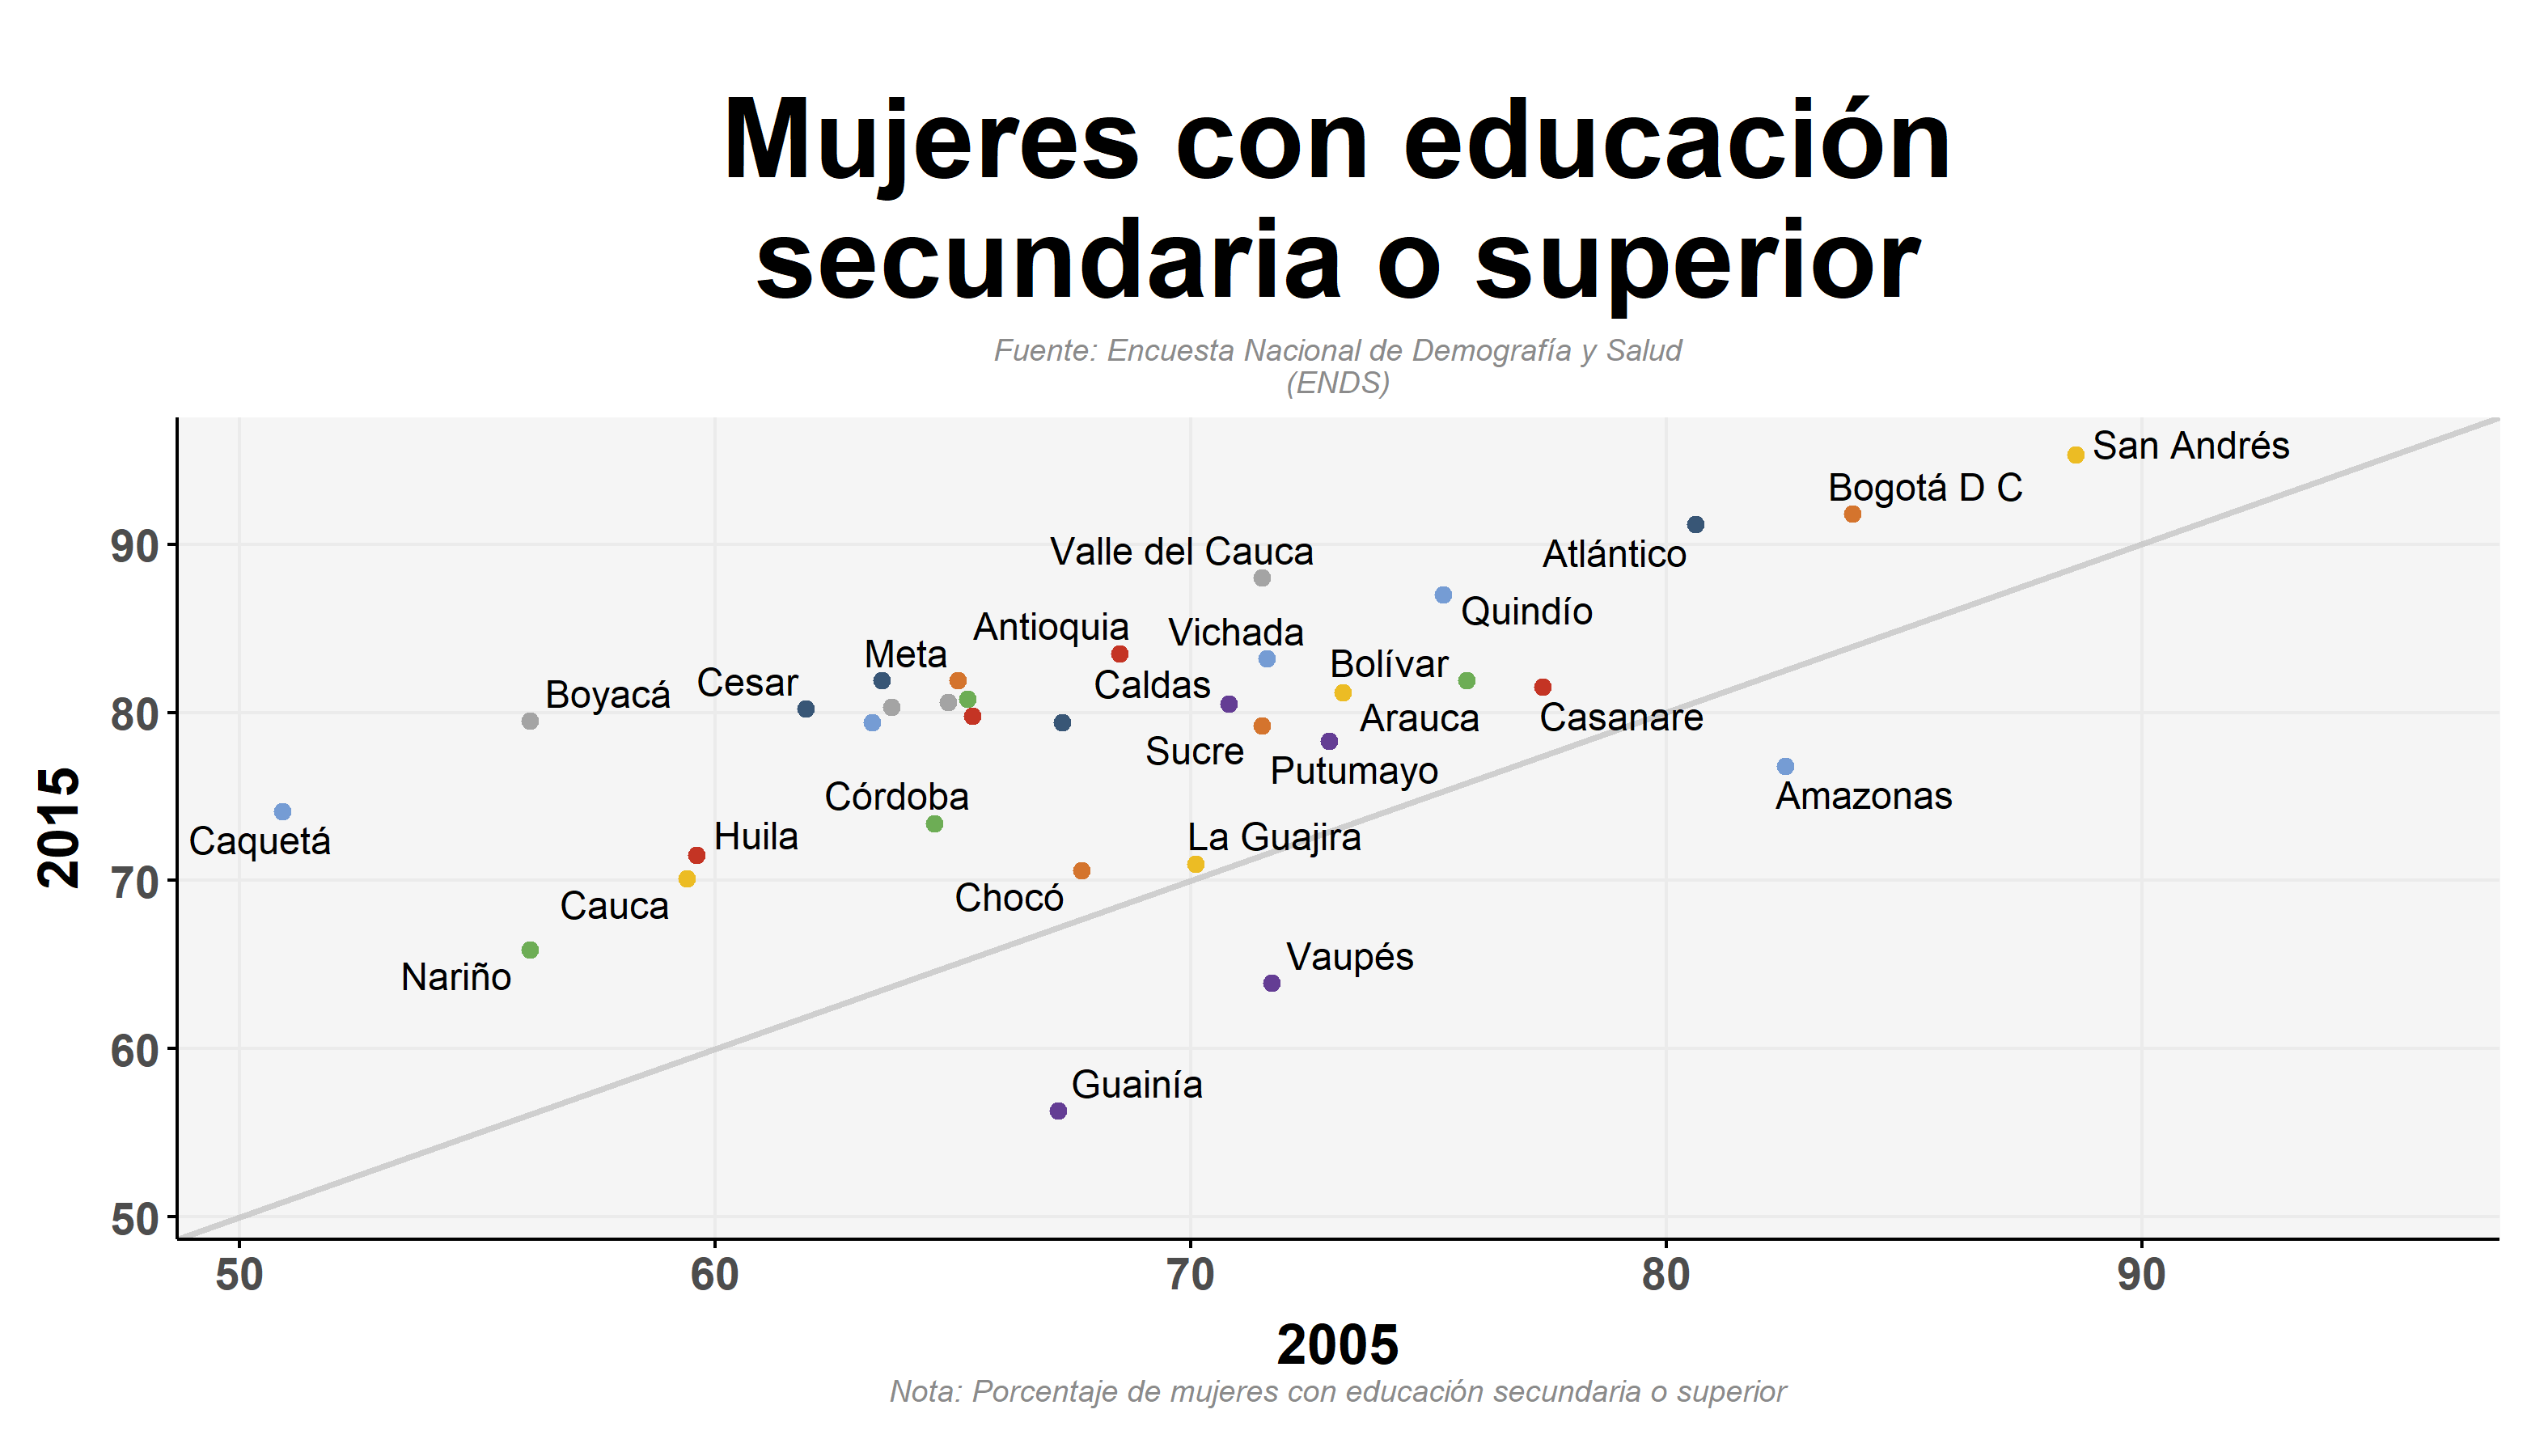 Mujeres con educación
secundaria o superior
Fuente: Encuesta Nacional de Demografía y Salud
(ENDS)
San Andrés
Bogotá D C
90
Valle del Cauca
Atlántico
Quindío
Antioquia
Vichada
Meta
Bolívar
Cesar
Caldas
Boyacá
80
Arauca
Casanare
Sucre
Putumayo
Córdoba
Amazonas
2015
Caquetá
Huila
La Guajira
70
Chocó
Cauca
Vaupés
Nariño
60
Guainía
50
50
60
70
80
90
2005
Nota: Porcentaje de mujeres con educación secundaria o superior